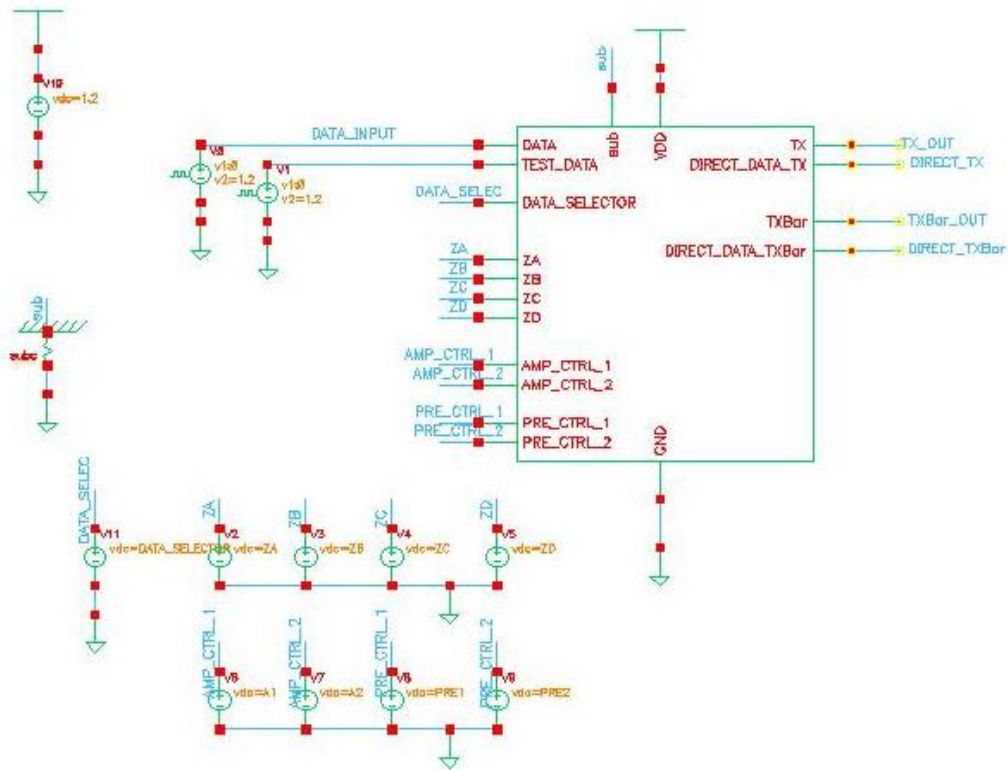 V10
vdc=1.2
sub
VDD
sub
DATA_INPUT
DATA
TX
TX_OUT
V1
v1=0
v2=1.2
v1=0
v2=1.2
TEST_DATA
DIRECT_DATA_TX
DIRECT_TX
DATA_SELEC
DATA_SELECTOR
TXBar
TXBar_OUT
DIRECT_DATA_TXBar
DIRECT_TXBar
ZA
ZA
ZB
ZB
ZC
ZC
ZD
ZD
sub
AMP_CTRL_1
AMP_CTRL_1
AMP_CTRL_2
AMP_CTRL_2
PRE_CTRL_1
PRE_CTRL_1
PRE_CTRL_2
PRE_CTRL_2
GND
DATA_SELEC
ZA
ZB
ZC
ZD
V11
V2
V3
V4
V5
vdc=DATA_SELECTOR
vdc=ZA
vdc=ZB
vdc=ZC
vdc=ZD
AMP_CTRL_1
AMP_CTRL_2
PRE_CTRL_1
PRE_CTRL_2
V6
V7
V8
V9
vdc=A1
vdc=A2
vdc=PRE1
vdc=PRE2